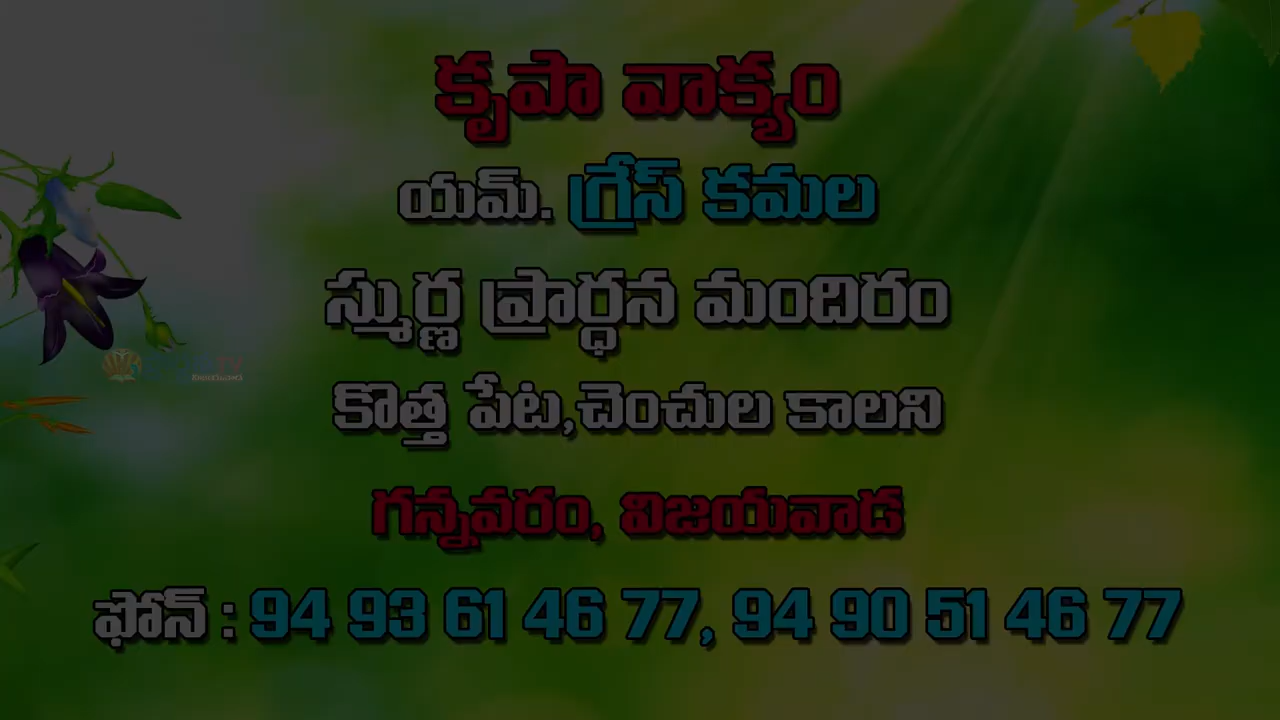 కృపా వాక్యం
యమ్. గ్రేస్ కమల
స్ముర్ణ ప్రార్ధన మందిరం
కొత్త పేట,చెంచుల కాలని
గన్నవరం, విజయవాడ
ఫోన్ : 94 93 61 46 77, 94 90 51 46 77